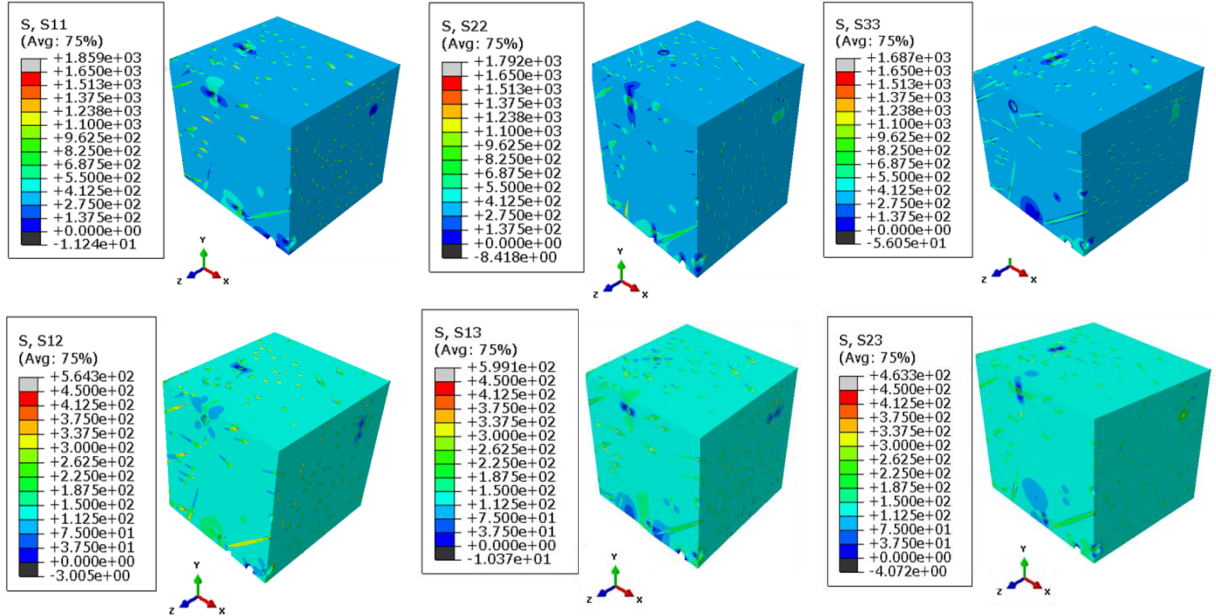 S, S11
(Avg: 75%)
+1.859e+03
+1.650e+03
+1.513e+03
+1.375e+03
+1.238e+03
+1.100e+03
+9.625e+02
+8.250e+02
+6.875e+02
+5.500e+02
+4.125e+02
+2.750e+02
+1.375e+02
+0.000e+00
-1.124e+01
Y
Z
X
S, S22
(Avg: 75%)
+1.792e+03
+1.650e+03
+1.513e+03
+1.375e+03
+1.238e+03
+1.100e+03
+9.625e+02
+8.250e+02
+6.875e+02
+5.500e+02
+4.125e+02
+2.750e+02
+1.375e+02
+0.000e+00
-8.418e+00
Y
Z
X
S, S33
(Avg: 75%)
+1.687e+03
+1.650e+03
+1.513e+03
+1.375e+03
+1.238e+03
+1.100e+03
+9.625e+02
+8.250e+02
+6.875e+02
+5.500e+02
+4.125e+02
+2.750e+02
+1.375e+02
+0.000e+00
-5.605e+01
Z
X
S, S12
(Avg: 75%)
+5.643e+02
+4.500e+02
+4.125e+02
+3.750e+02
+3.375e+02
+3.000e+02
+2.625e+02
+2.250e+02
+1.875e+02
+1.500e+02
+1.125e+02
+7.500e+01
+3.750e+01
+0.000e+00
-3.005e+00
Y
Z
X
S, S13
(Avg: 75%)
+5.991e+02
+4.500e+02
+4.125e+02
+3.750e+02
+3.375e+02
+3.000e+02
+2.625e+02
+2.250e+02
+1.875e+02
+1.500e+02
+1.125e+02
+7.500e+01
+3.750e+01
+0.000e+00
-1.037e+01
Y
Z
X
S, S23
(Avg: 75%)
+4.633e+02
+4.500e+02
+4.125e+02
+3.750e+02
+3.375e+02
+3.000e+02
+2.625e+02
+2.250e+02
+1.875e+02
+1.500e+02
+1.125e+02
+7.500e+01
+3.750e+01
+0.000e+00
-4.072e+00
Y
Z
X